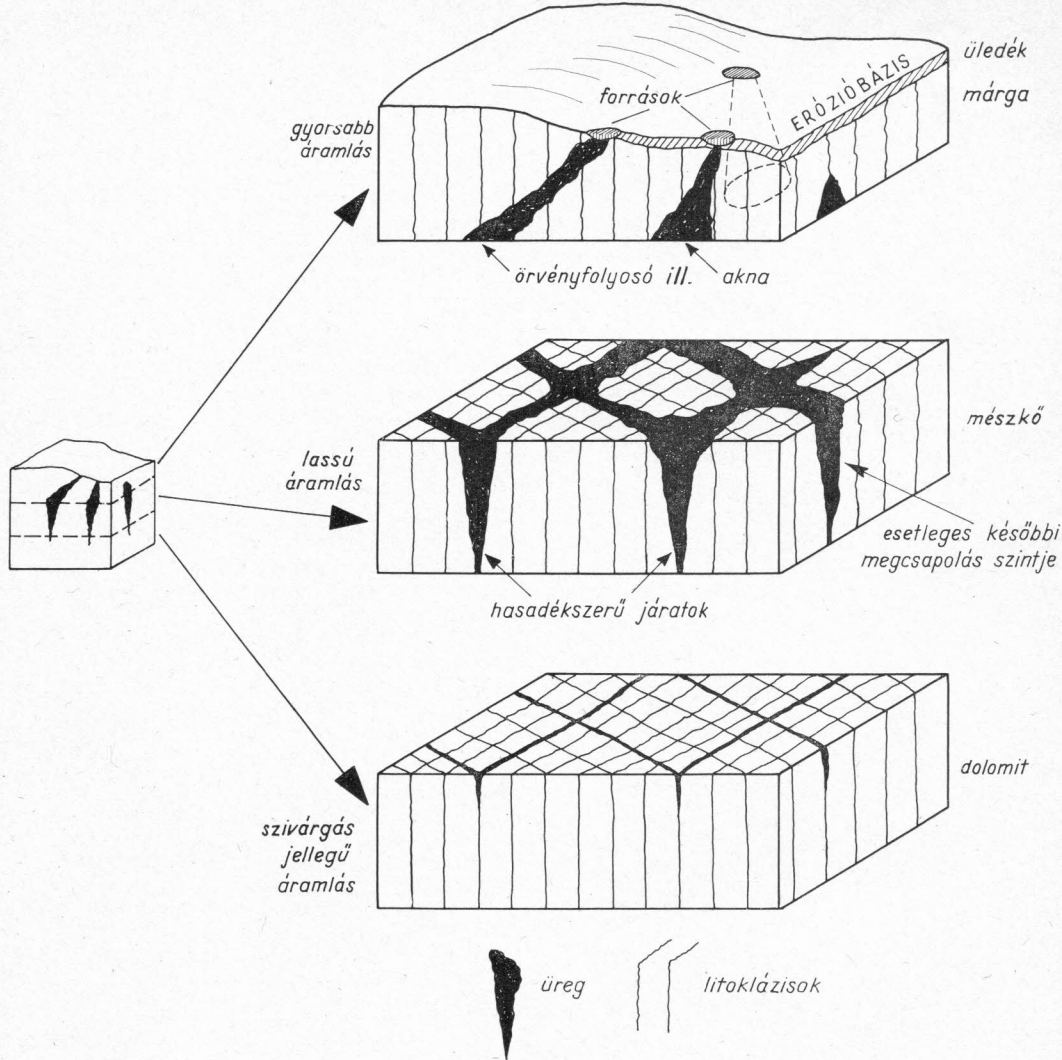 üledék
márga
gyorsabb
áramlás
források
ERÓZIÓBÁZIS
örvényfolyosó ill. akna
lassú
áramlás
mészkő
esetleges későbbi
megcsapolás szintje
hasadékszerű járatok
szivárgás
jellegű
áramlás
dolomit
üreg
litoklázisok